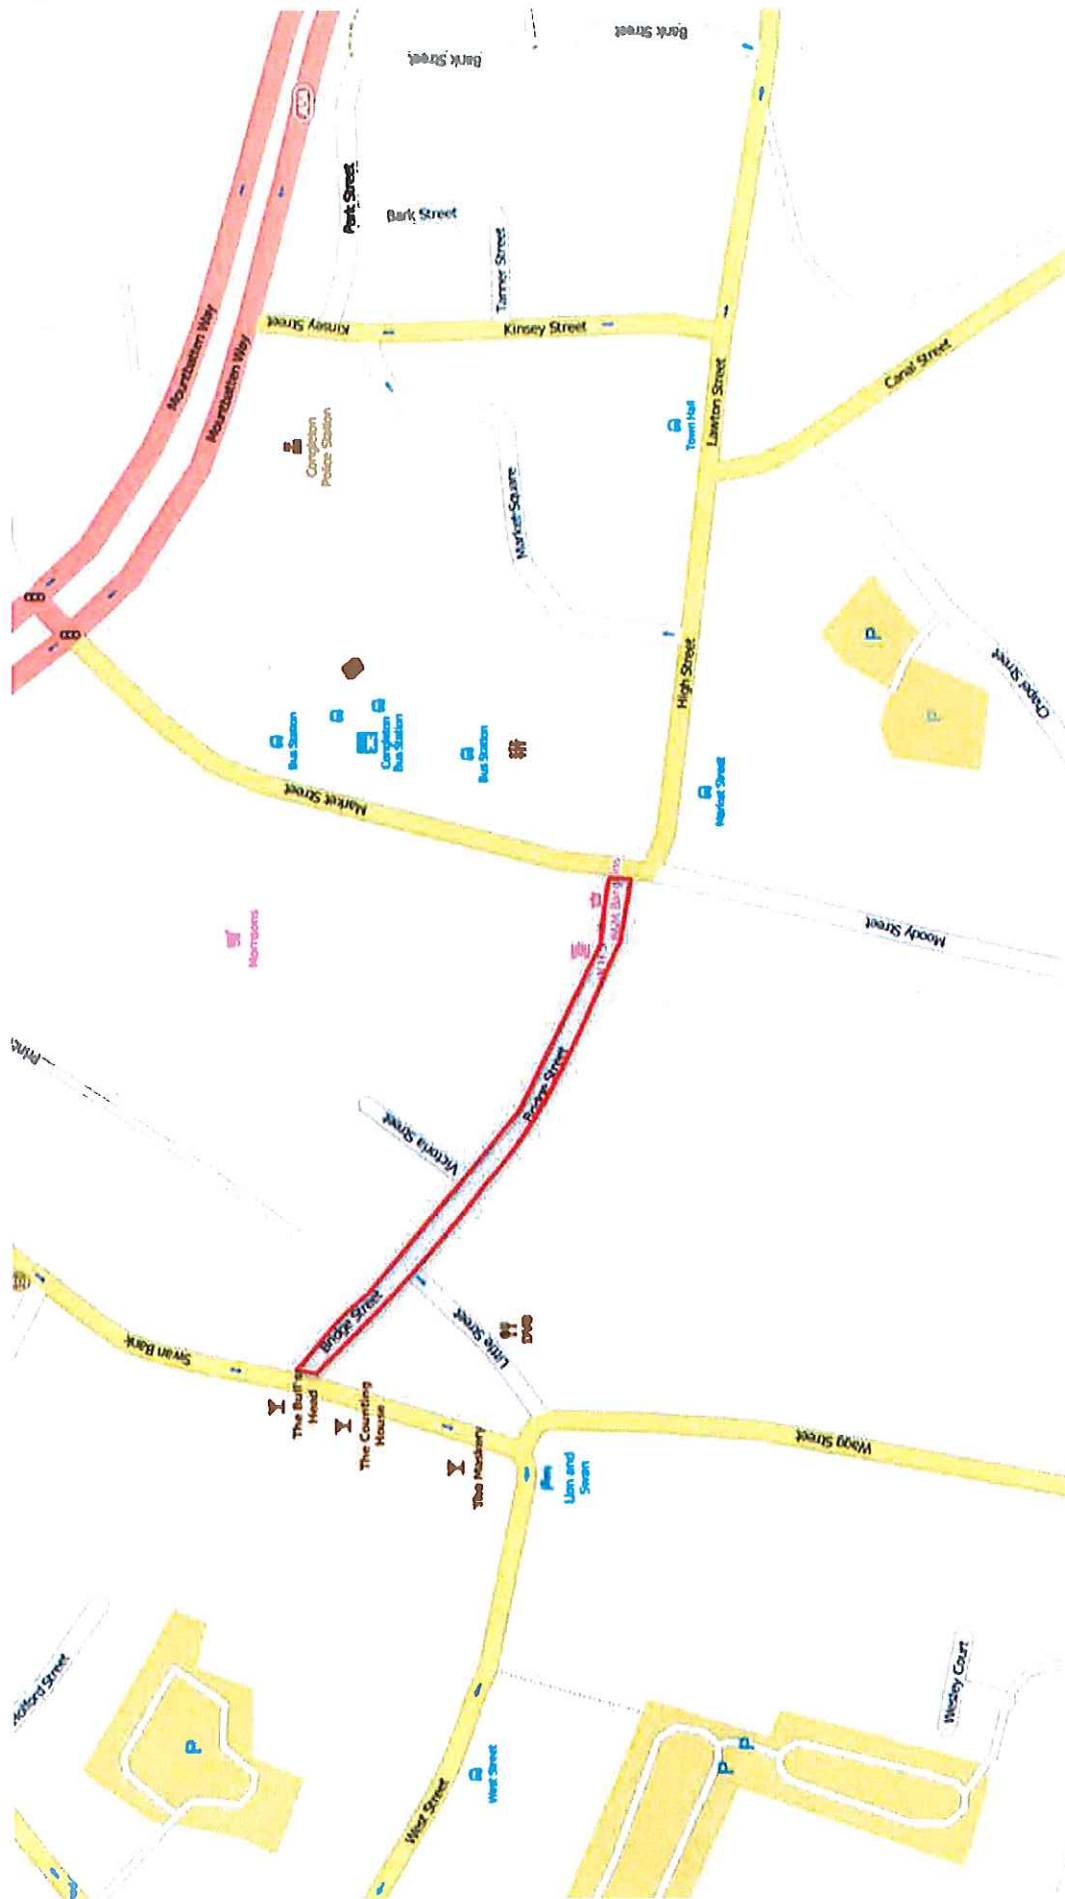 Bank Street
Bank Street
Park Street
Bark Street
Tanner Street
Mountbatten Way
Mountbatten Way
Kinsey Street
Kinsey Street
Canal Street
Lawton Street
Town Hall
Congleton
Police Station
Market Square
High Street
Chapel Street
P
P
Bus Station
Congleton
Bus Station
Bus Station
Market Street
Market Street
Moody Street
Morrisons
Bridge Street
Victoria Street
Bridge Street
Little Street
Swan Bank
The Bull's
Head
The Counting
House
The Maskery
Lion and
Swan
Wagg Street
West Street
West Street
Wesley Court
P
P
P